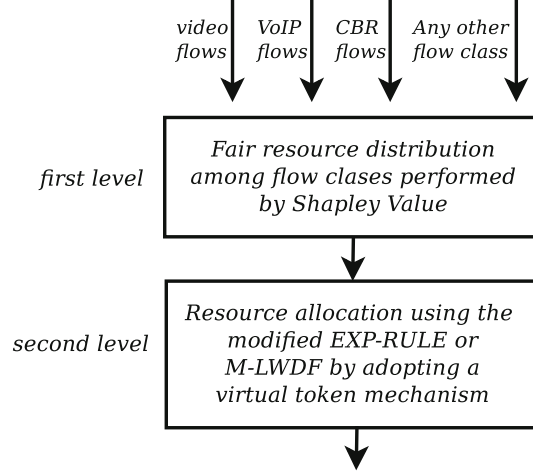 video VoIP CBR Any other
flows flows flows flow class
Fair resource distribution
first level among flow clases performed
by Shapley Value
Resource allocation using the
second level modified EXP-RULE or
M-LWDF by adopting a
virtual token mechanism